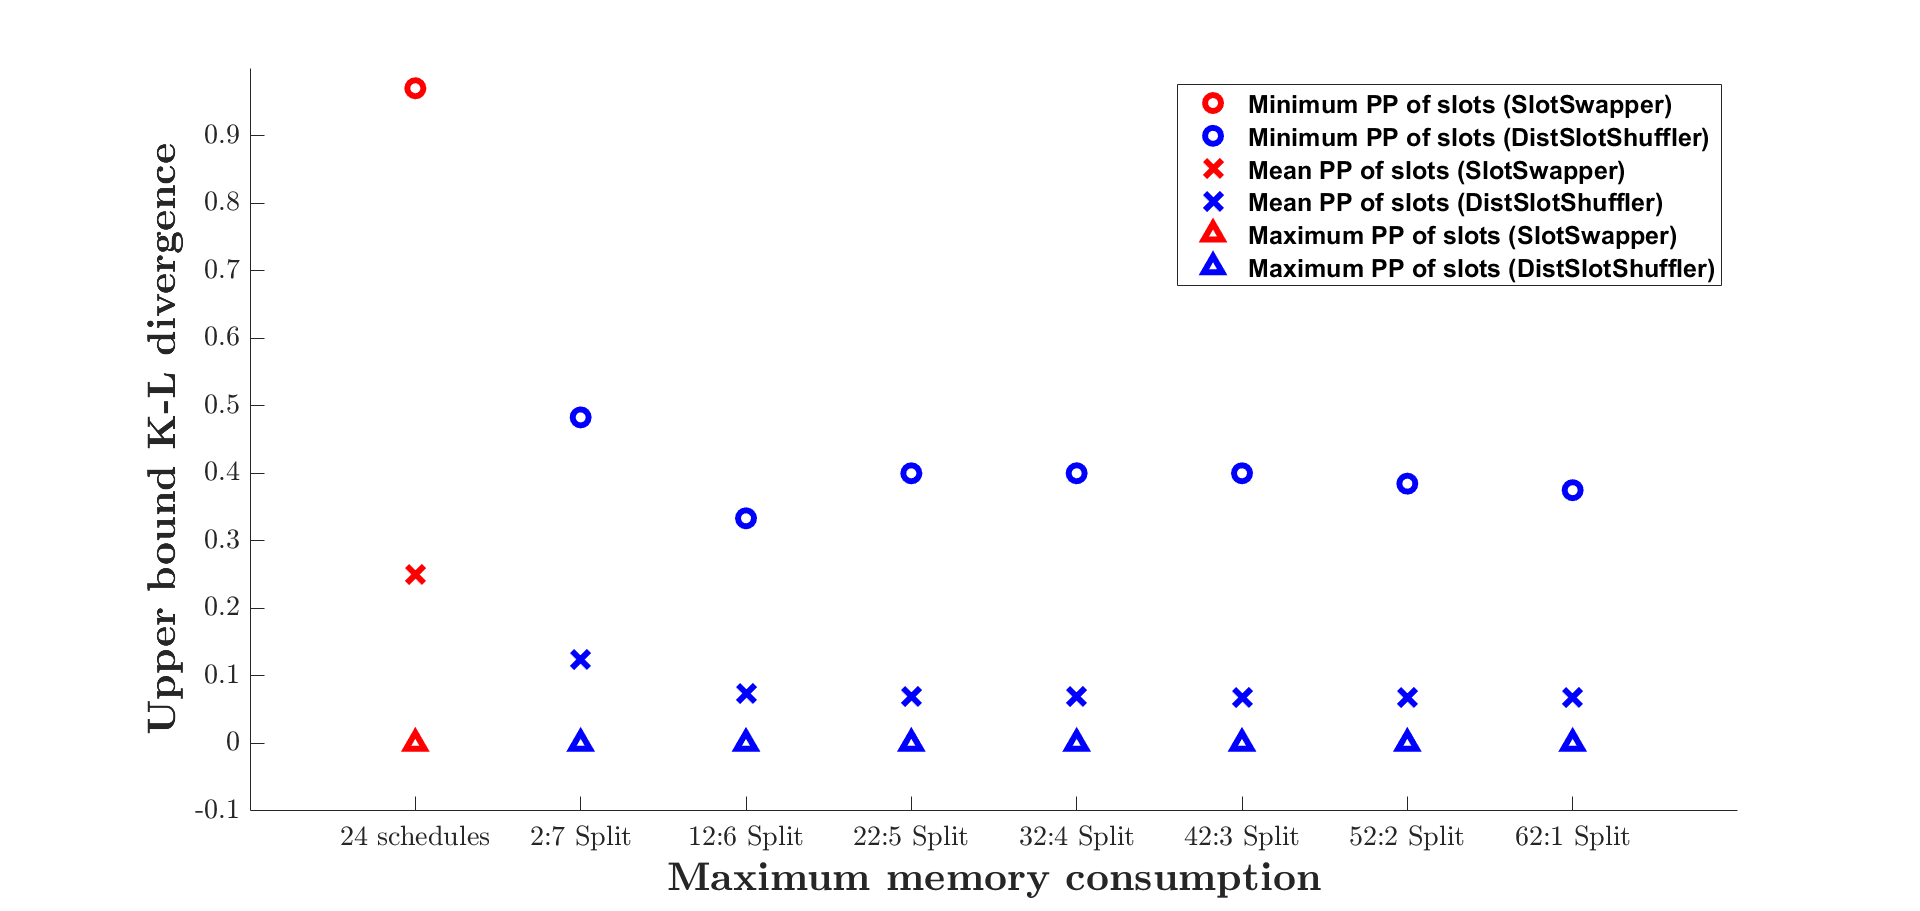 Upper bound K-L divergence
0.9
0.8
0.7
0.6
0.5
0.4
0.3
0.2
0.1
0
-0.1
Minimum PP of slots (SlotSwapper)
Minimum PP of slots (DistSlotShuffler)
Mean PP of slots (SlotSwapper)
Mean PP of slots (DistSlotShuffler)
Maximum PP of slots (SlotSwapper)
Maximum PP of slots (DistSlotShuffler)
24 schedules 2:7 Split 12:6 Split 22:5 Split 32:4 Split 42:3 Split 52:2 Split 62:1 Split
Maximum memory consumption